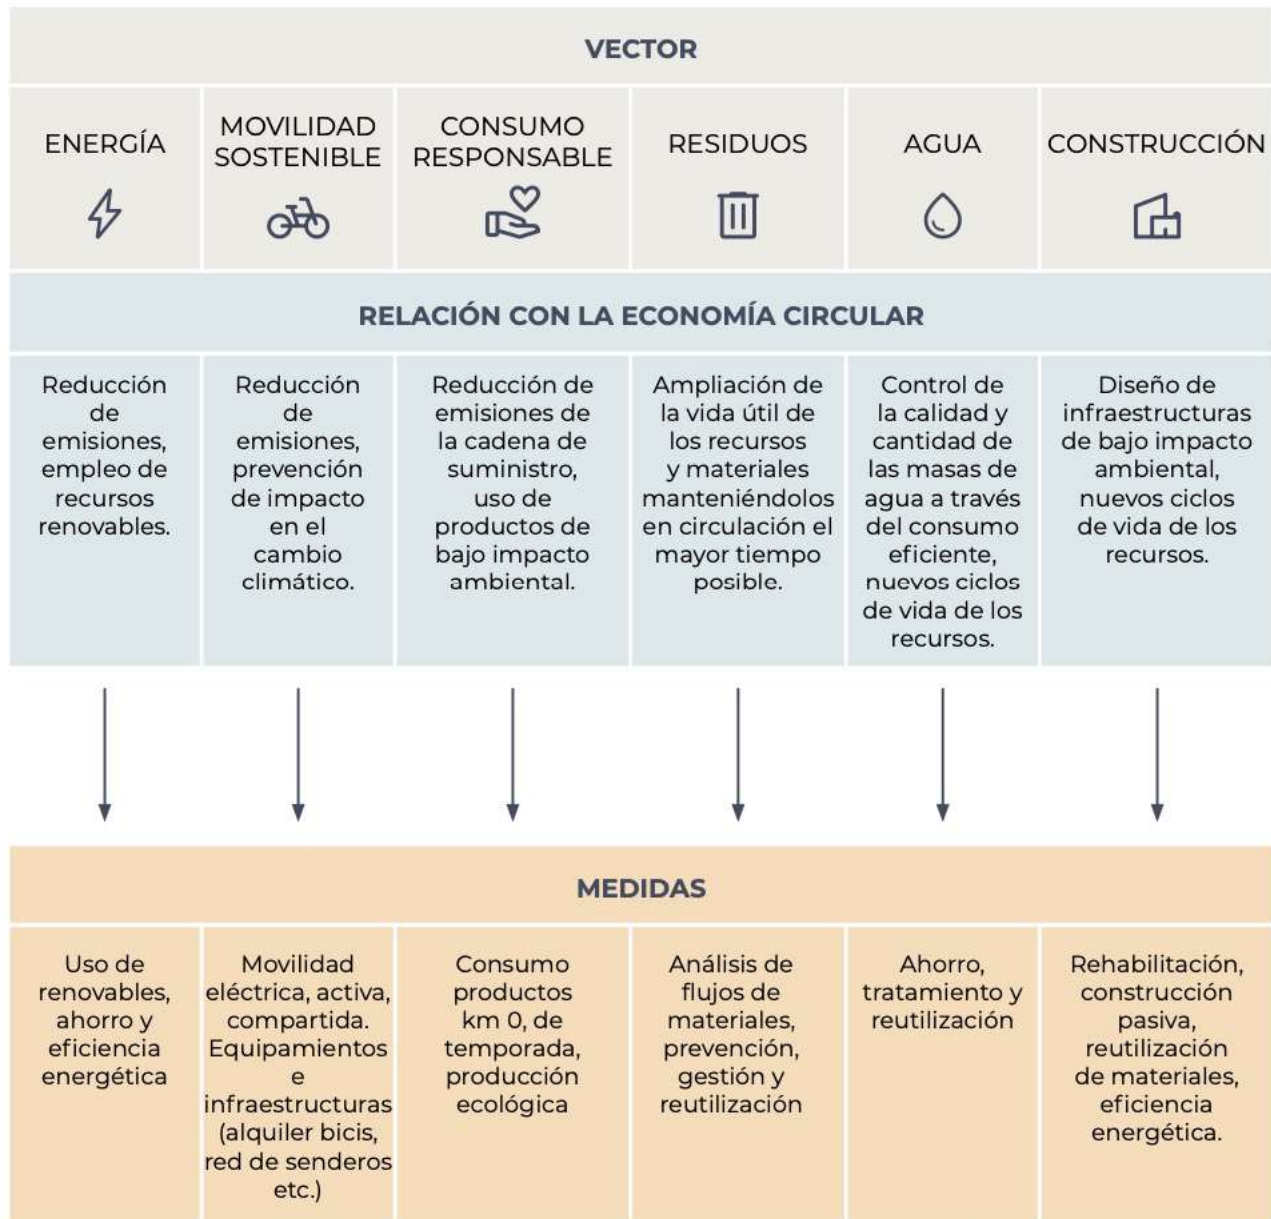 VECTOR
ENERGÍA
MOVILIDAD
SOSTENIBLE
CONSUMO
RESPONSABLE
RESIDUOS
AGUA
CONSTRUCCIÓN
RELACIÓN CON LA ECONOMÍA CIRCULAR
Reducción
de
emisiones,
empleo de
recursos
renovables.
Reducción
de
emisiones,
prevención
de impacto
en el
cambio
climático.
Reducción de
emisiones de
la cadena de
suministro,
uso de
productos de
bajo impacto
ambiental.
Ampliación de
la vida útil de
los recursos
y materiales
manteniéndolos
en circulación el
mayor tiempo
posible.
Control de
la calidad y
cantidad de
las masas de
agua a través
del consumo
eficiente,
nuevos ciclos
de vida de los
recursos.
Diseño de
infraestructuras
de bajo impacto
ambiental,
nuevos ciclos
de vida de los
recursos.
MEDIDAS
Uso de
renovables,
ahorro y
eficiencia
energética
Movilidad
eléctrica, activa,
compartida.
Equipamientos
e
infraestructuras
(alquiler bicis,
red de senderos
etc.)
Consumo
productos
km 0, de
temporada,
producción
ecológica
Análisis de
flujos de
materiales,
prevención,
gestión y
reutilización
Ahorro,
tratamiento y
reutilización
Rehabilitación,
construcción
pasiva,
reutilización
de materiales,
eficiencia
energética.